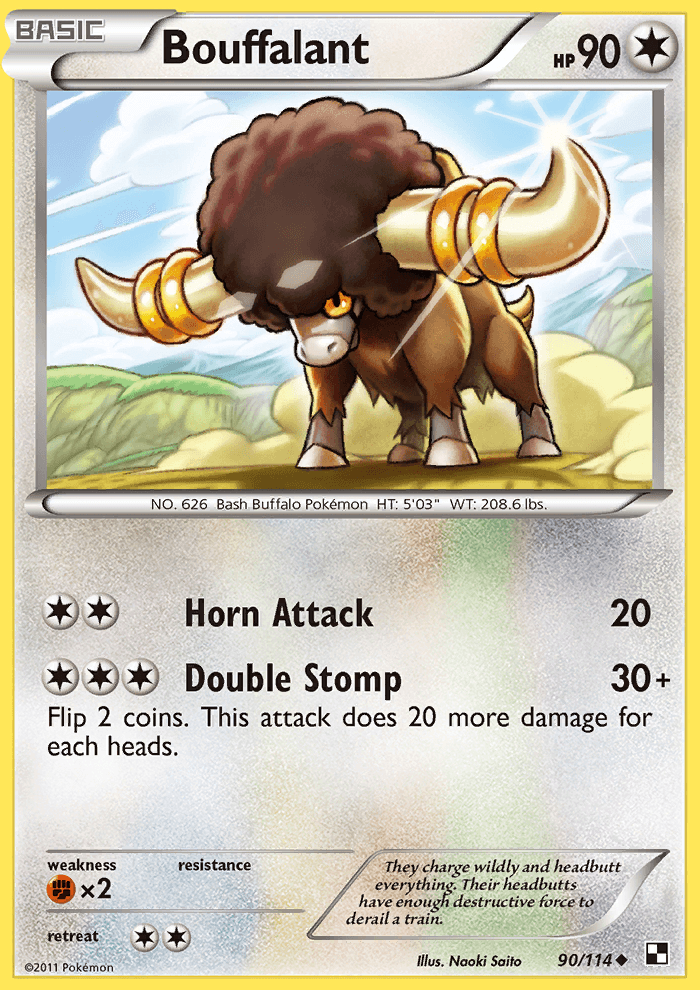 BASIC Bouffalant HP 90
NO. 626 Bash Buffalo Pokémon HT: 5'03" WT: 208.6 lbs.
Horn Attack 20
Double Stomp 30+
Flip 2 coins. This attack does 20 more damage for
each heads.
weakness resistance
×2
retreat
They charge wildly and headbutt
everything. Their headbutts
have enough destructive force to
derail a train.
Illus. Naoki Saito 90/114
©2011 Pokémon